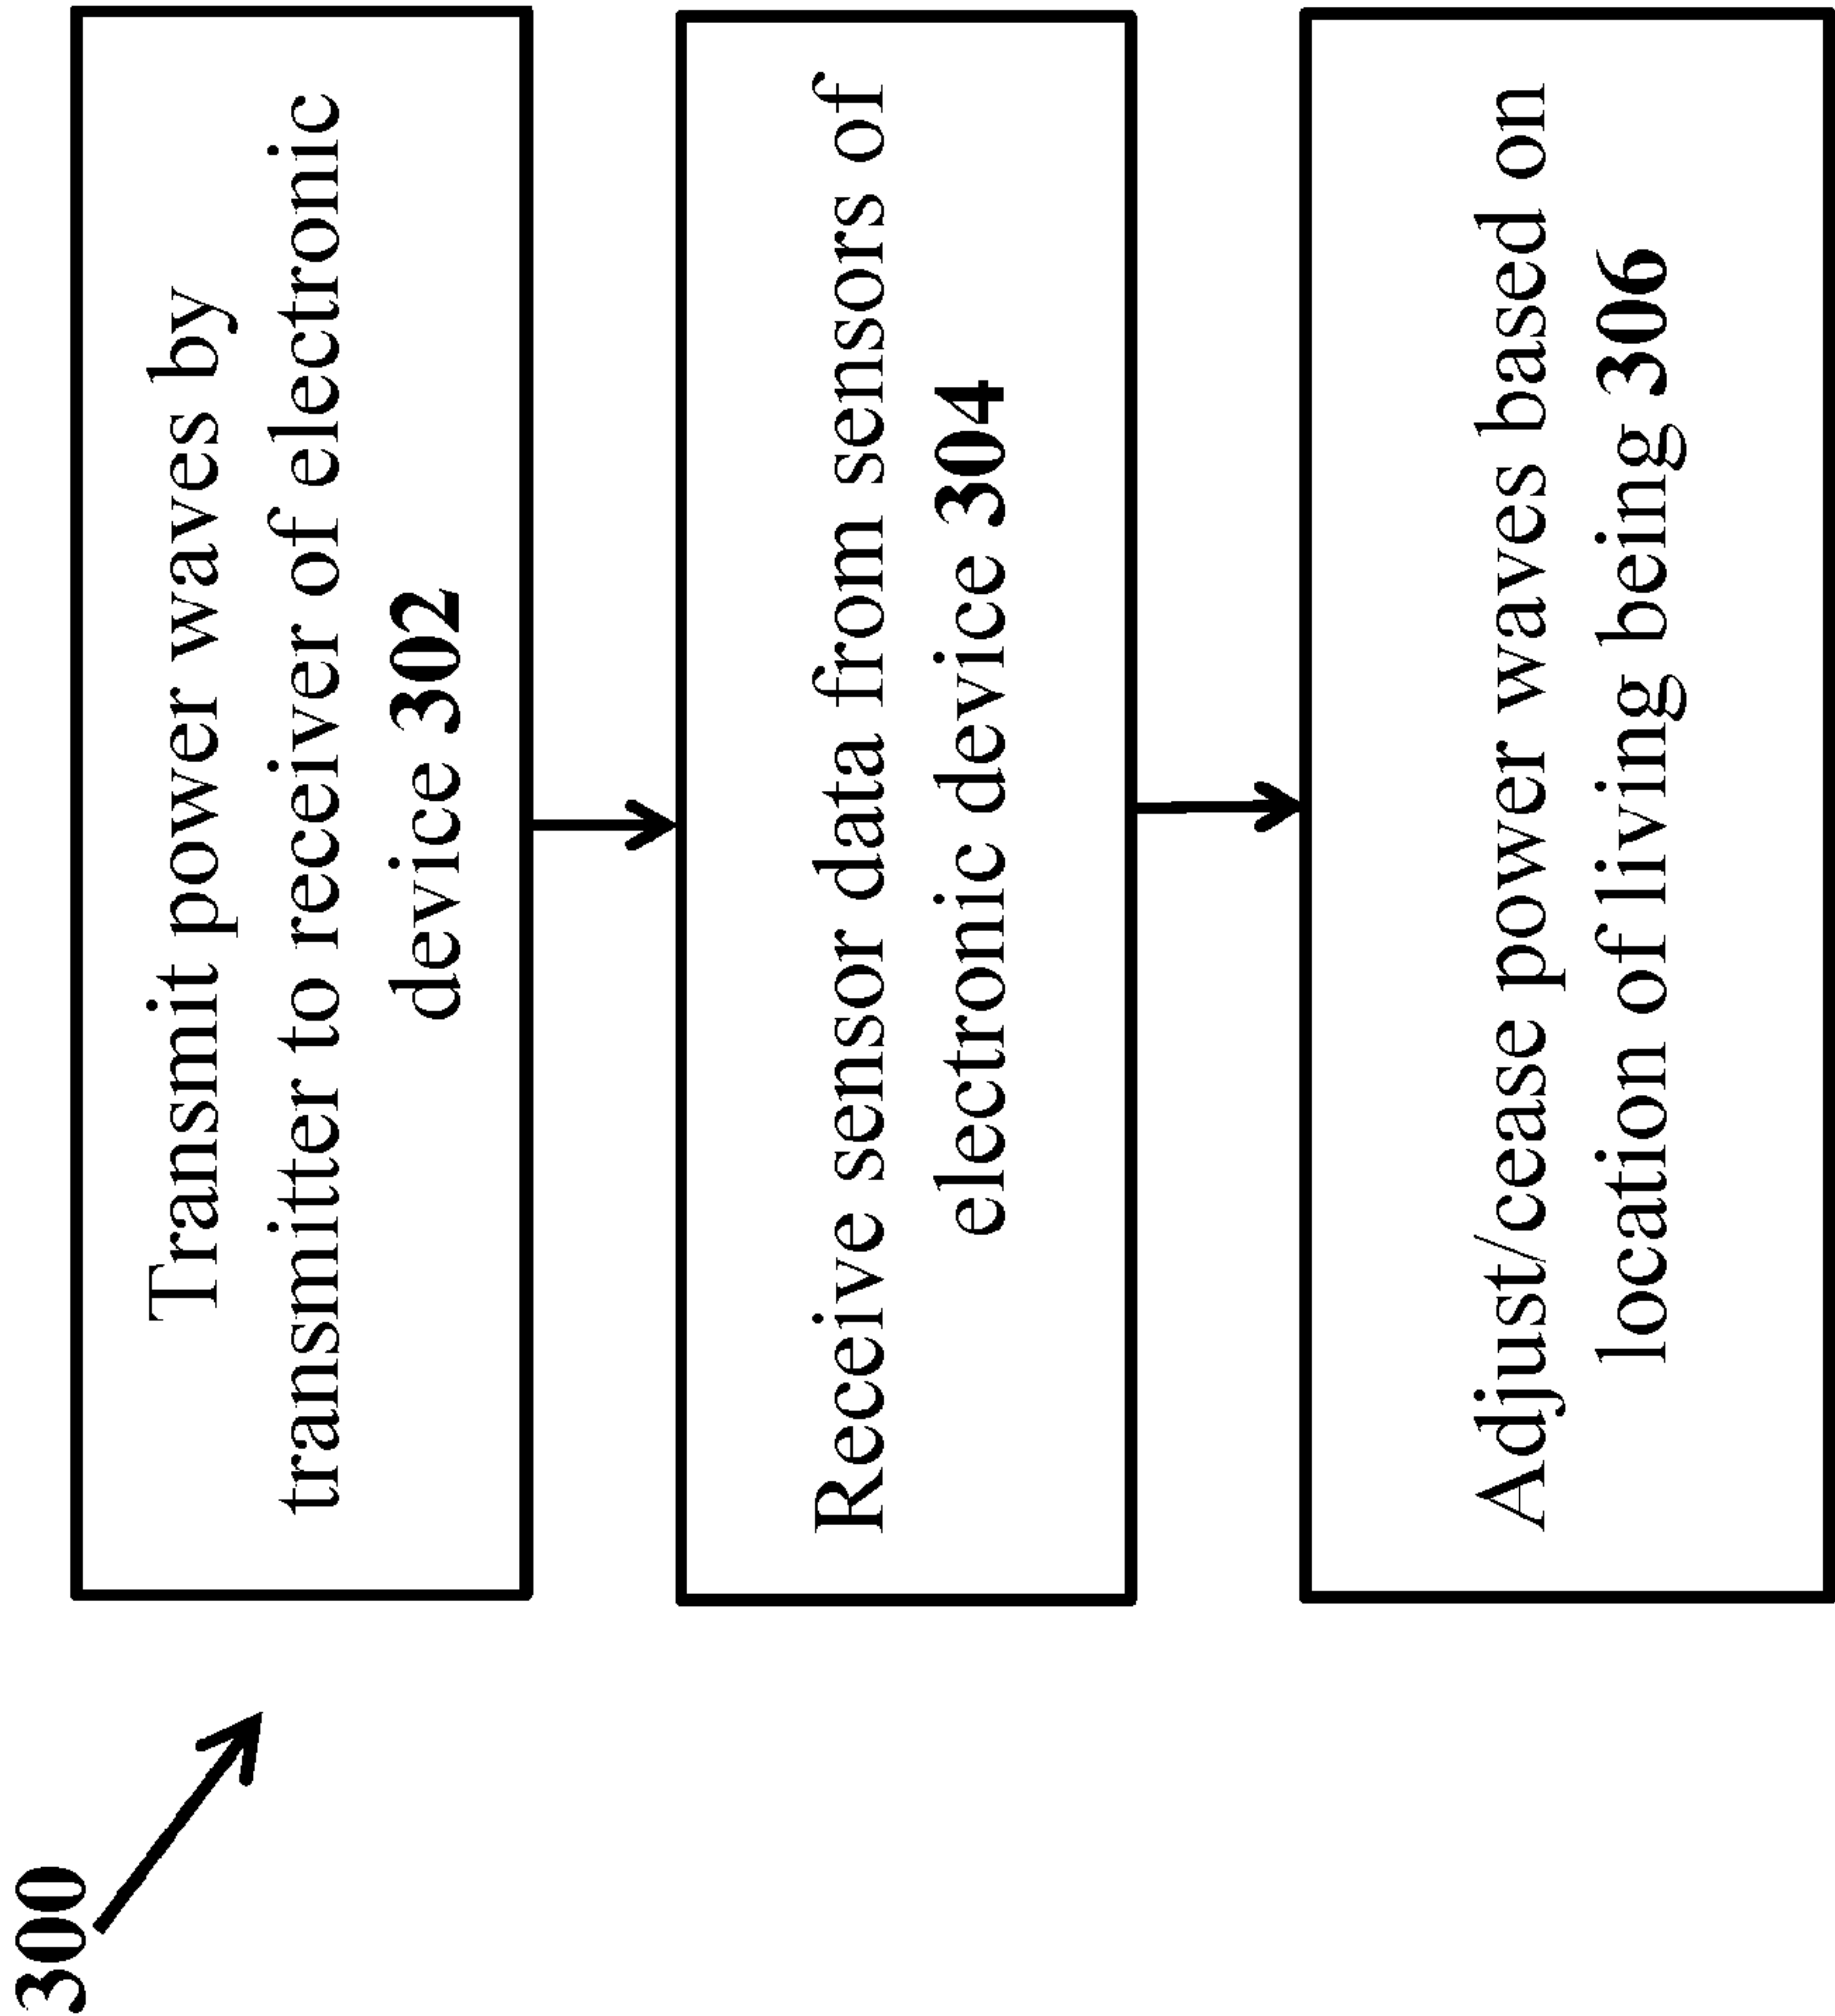 300
Transmit power waves by
transmitter to receiver of electronic
device 302
Receive sensor data from sensors of
electronic device 304
Adjust/cease power waves based on
location of living being 306